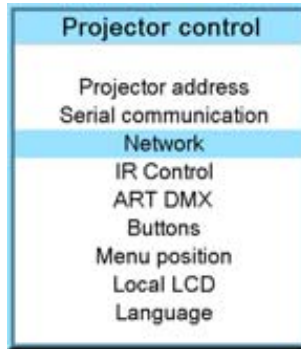 Projector control
Projector address
Serial communication
Network
IR Control
ART DMX
Buttons
Menu position
Local LCD
Language